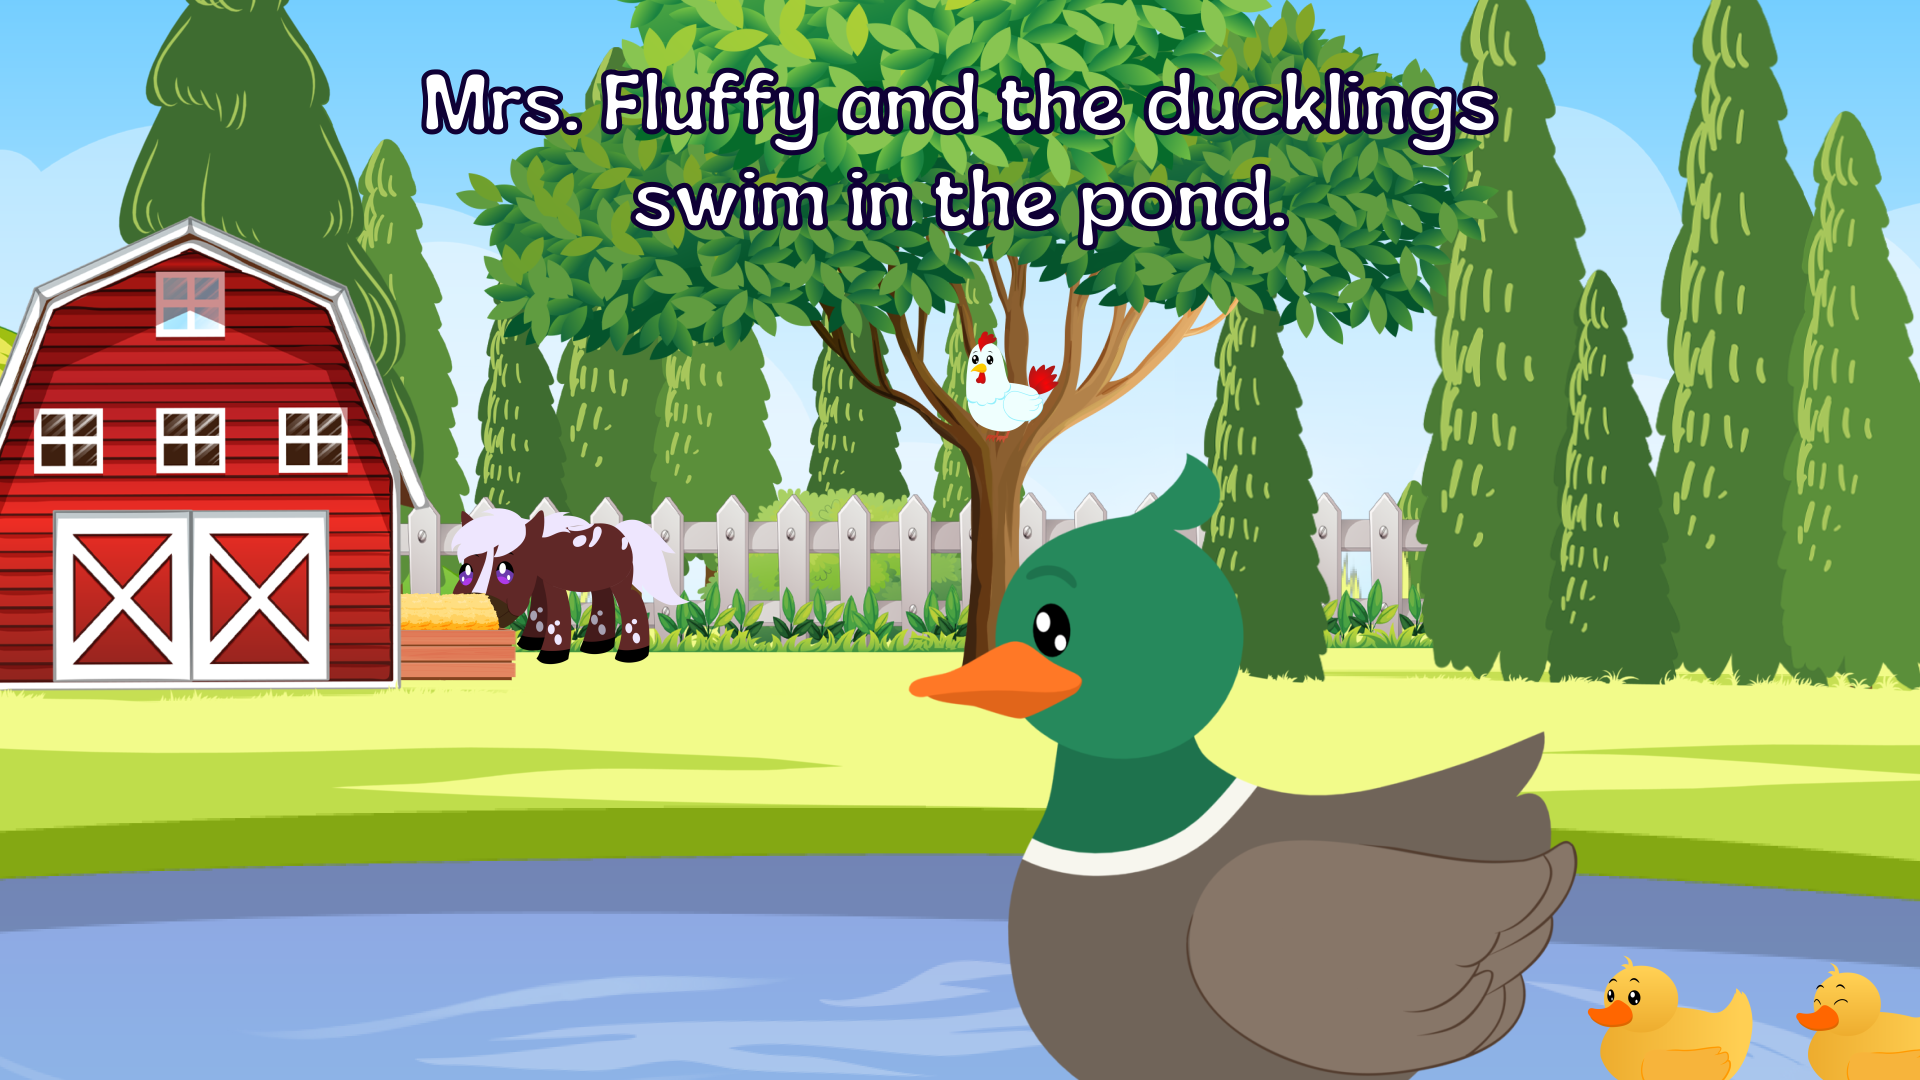 Mrs. Fluffy and the ducklings
swim in the pond.